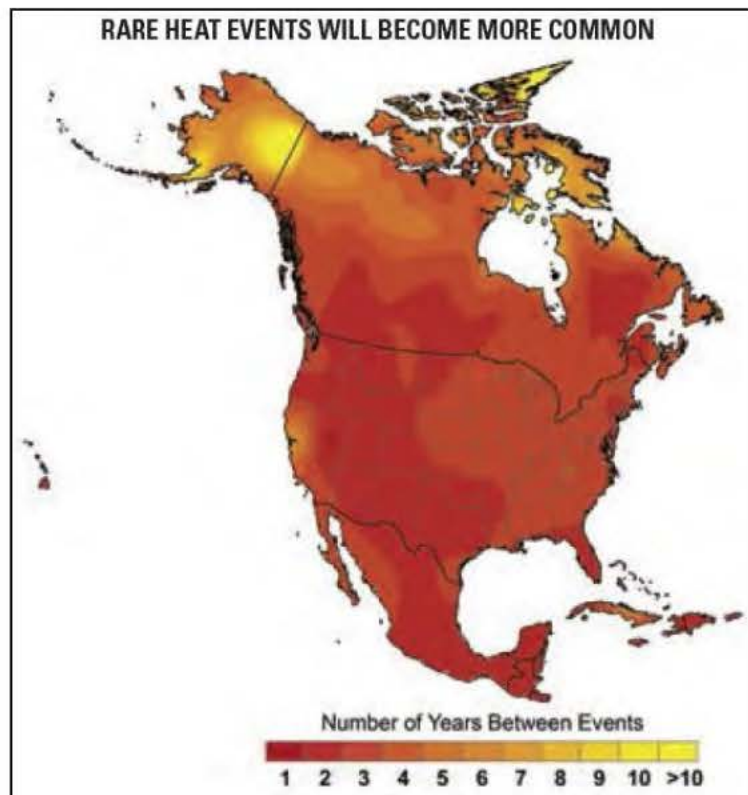 RARE HEAT EVENTS WILL BECOME MORE COMMON
Number of Years Between Events
1 2 3 4 5 6 7 8 9 10 >10